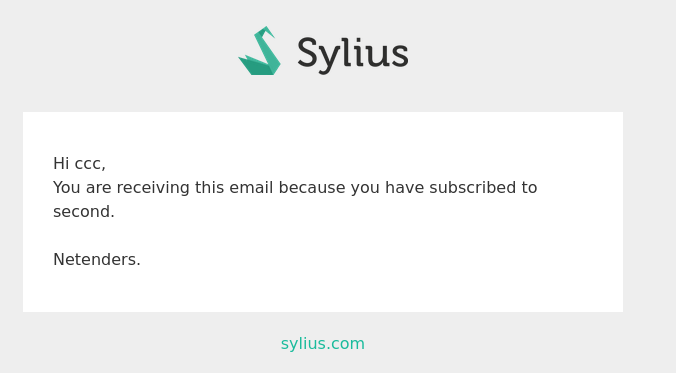 Sylius
Hi ccc,
You are receiving this email because you have subscribed to
second.
Netenders.
sylius.com